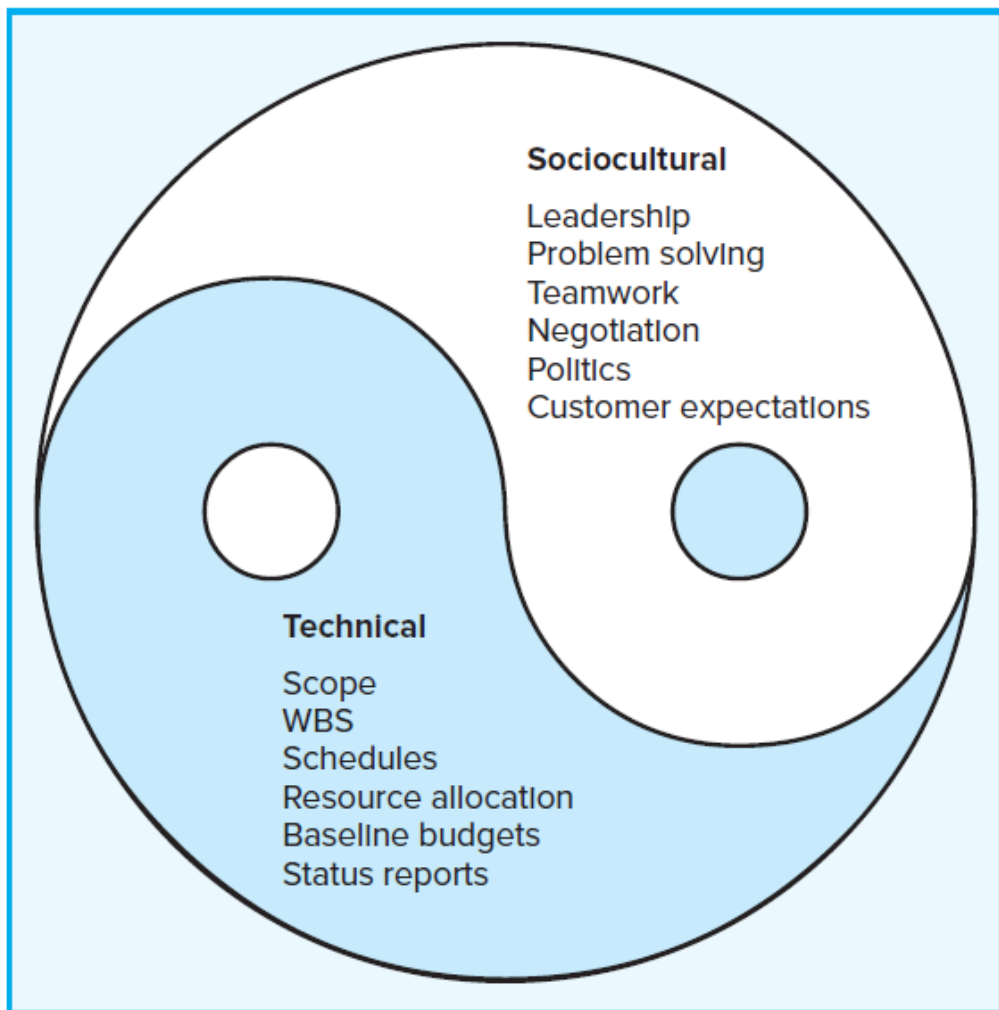 Sociocultural
Leadership
Problem solving
Teamwork
Negotiation
Politics
Customer expectations
Technical
Scope
WBS
Schedules
Resource allocation
Baseline budgets
Status reports